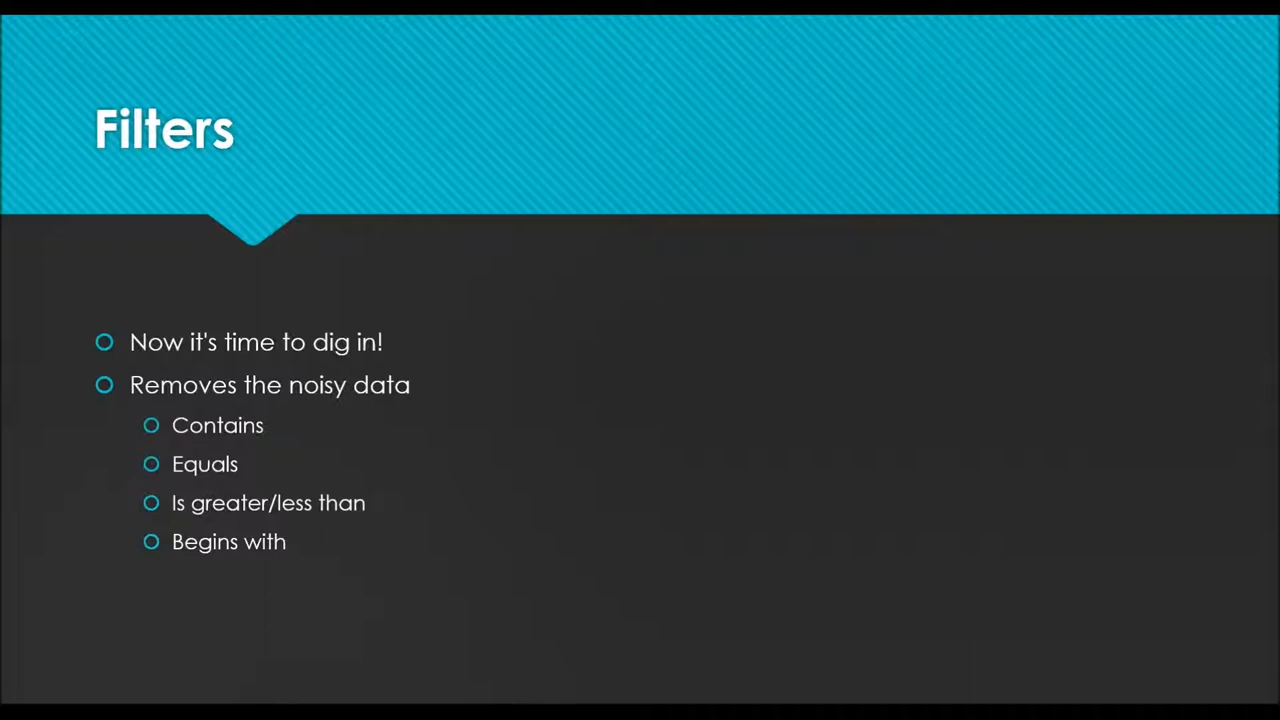 Filters
Now it's time to dig in!
Removes the noisy data
Contains
Equals
Is greater/less than
Begins with